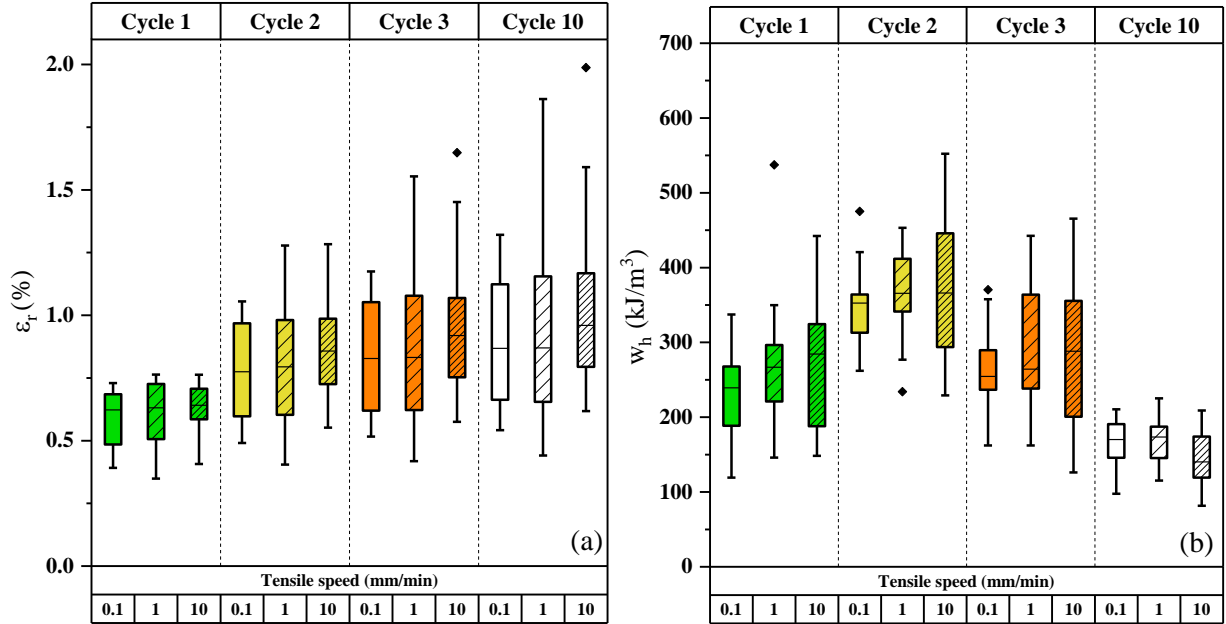 Cycle 1 Cycle 2 Cycle 3 Cycle 10
2.0
1.5
1.0
0.5
0.0
εr (%)
(a)
Tensile speed (mm/min)
0.1 1 10 0.1 1 10 0.1 1 10 0.1 1 10
Cycle 1 Cycle 2 Cycle 3 Cycle 10
700
600
500
400
300
200
100
0
wh (kJ/m³)
(b)
Tensile speed (mm/min)
0.1 1 10 0.1 1 10 0.1 1 10 0.1 1 10